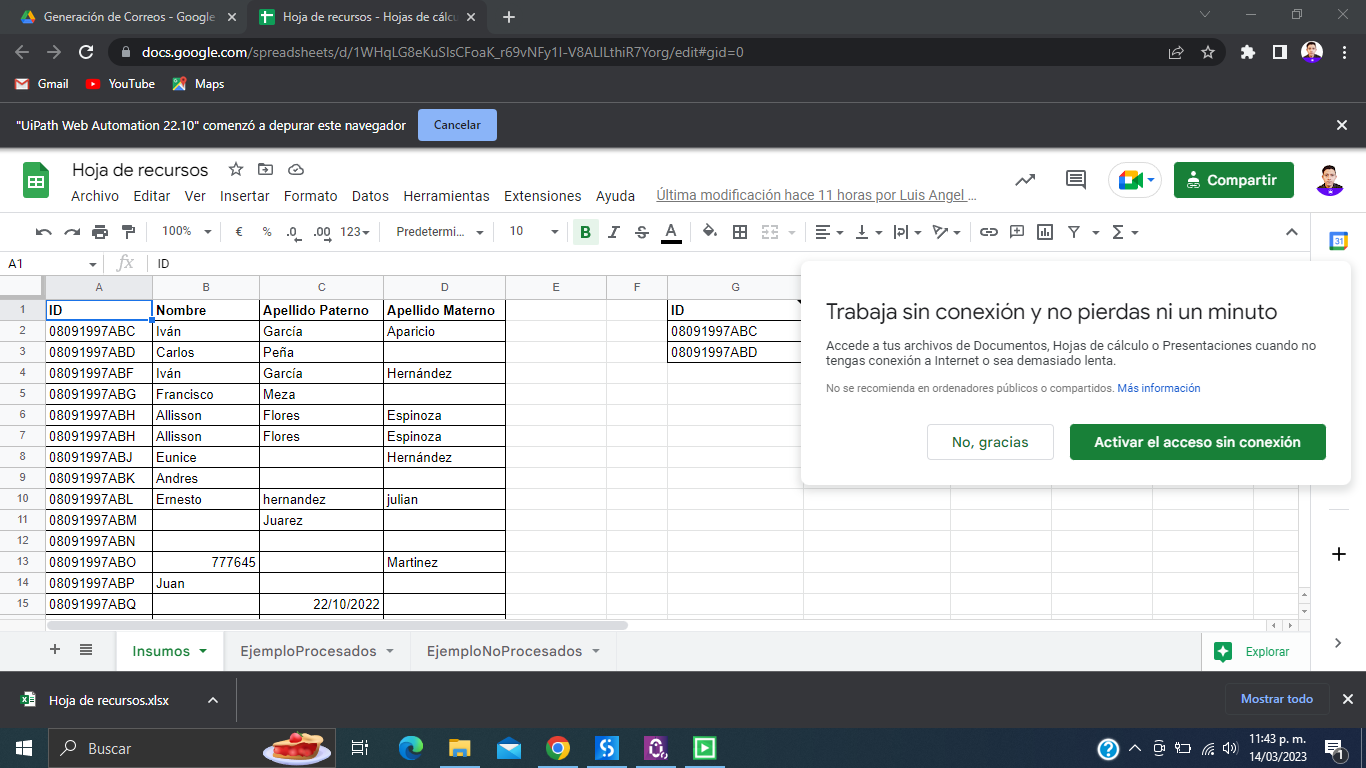 Generación de Correos - Google
Hoja de recursos - Hojas de cálcu
docs.google.com/spreadsheets/d/1WHqLG8eKuSlsCFoaK_r69vNFy1I-V8ALILthiR7Yorg/edit#gid=0
Gmail YouTube Maps
"UiPath Web Automation 22.10" comenzó a depurar este navegador Cancelar
Hoja de recursos
Archivo Editar Ver Insertar Formato Datos Herramientas Extensiones Ayuda Última modificación hace 11 horas por Luis Angel ...
Compartir
100% € % .0 .00 123 Predetermi... 10 B I S A
31
A1 fx ID
A B C D E F G
1 ID Nombre Apellido Paterno Apellido Materno ID
2 08091997ABC Iván García Aparicio 08091997ABC
3 08091997ABD Carlos Peña 08091997ABD
4 08091997ABF Iván García Hernández
5 08091997ABG Francisco Meza
6 08091997ABH Allisson Flores Espinoza
7 08091997ABH Allisson Flores Espinoza
8 08091997ABJ Eunice Hernández
9 08091997ABK Andres
10 08091997ABL Ernesto hernandez julian
11 08091997ABM Juarez
12 08091997ABN
13 08091997ABO 777645 Martinez
14 08091997ABP Juan
15 08091997ABQ 22/10/2022
Trabaja sin conexión y no pierdas ni un minuto
Accede a tus archivos de Documentos, Hojas de cálculo o Presentaciones cuando no
tengas conexión a Internet o sea demasiado lenta.
No se recomienda en ordenadores públicos o compartidos. Más información
No, gracias Activar el acceso sin conexión
Insumos EjemploProcesados EjemploNoProcesados Explorar
Hoja de recursos.xlsx Mostrar todo
Buscar
11:43 p. m.
14/03/2023
1